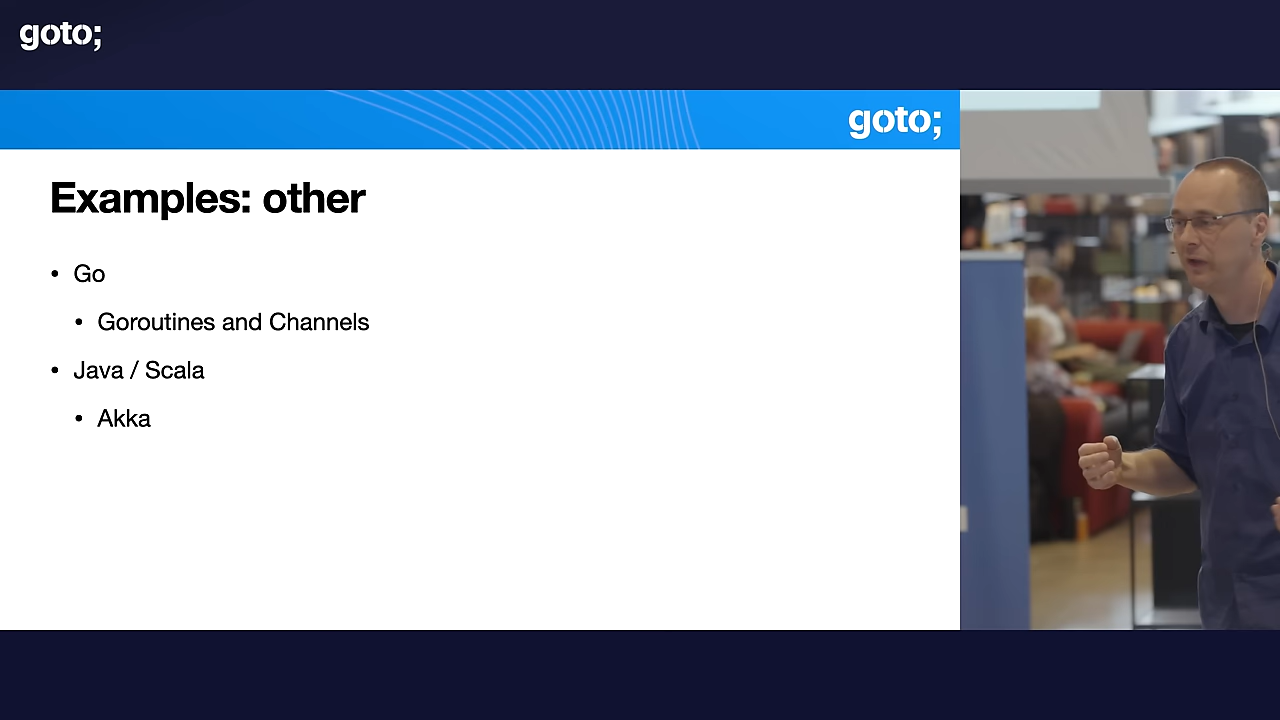 goto;
goto;
Examples: other
• Go
• Goroutines and Channels
• Java / Scala
• Akka